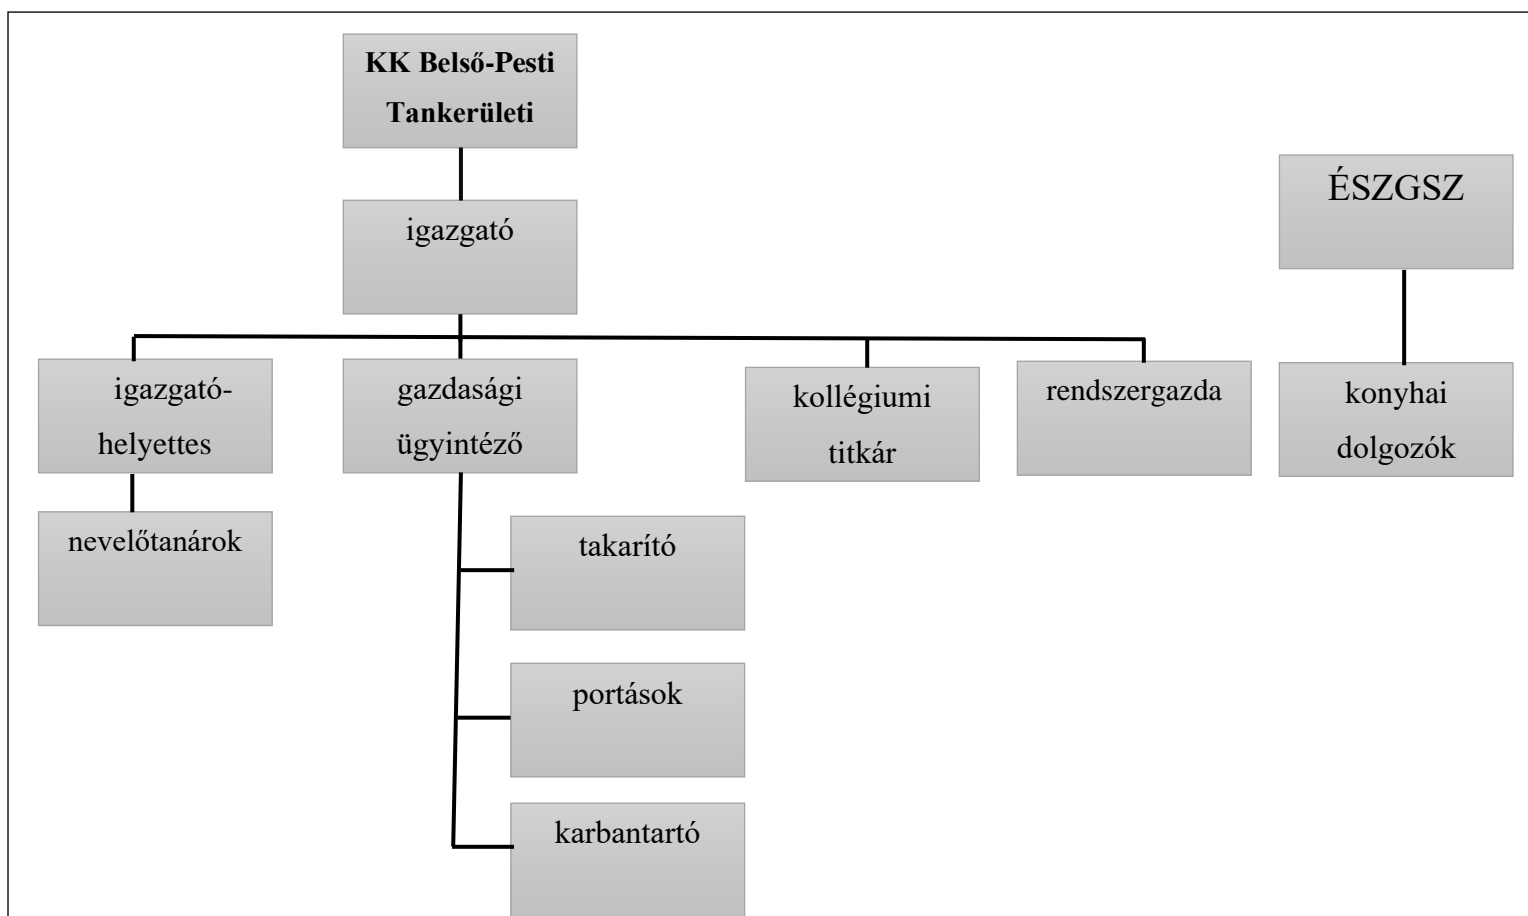 KK Belső-Pesti
Tankerületi
ÉSZGSZ
igazgató
igazgató-
helyettes
gazdasági
ügyintéző
kollégiumi
titkár
rendszergazda
konyhai
dolgozók
nevelőtanárok
takarító
portások
karbantartó